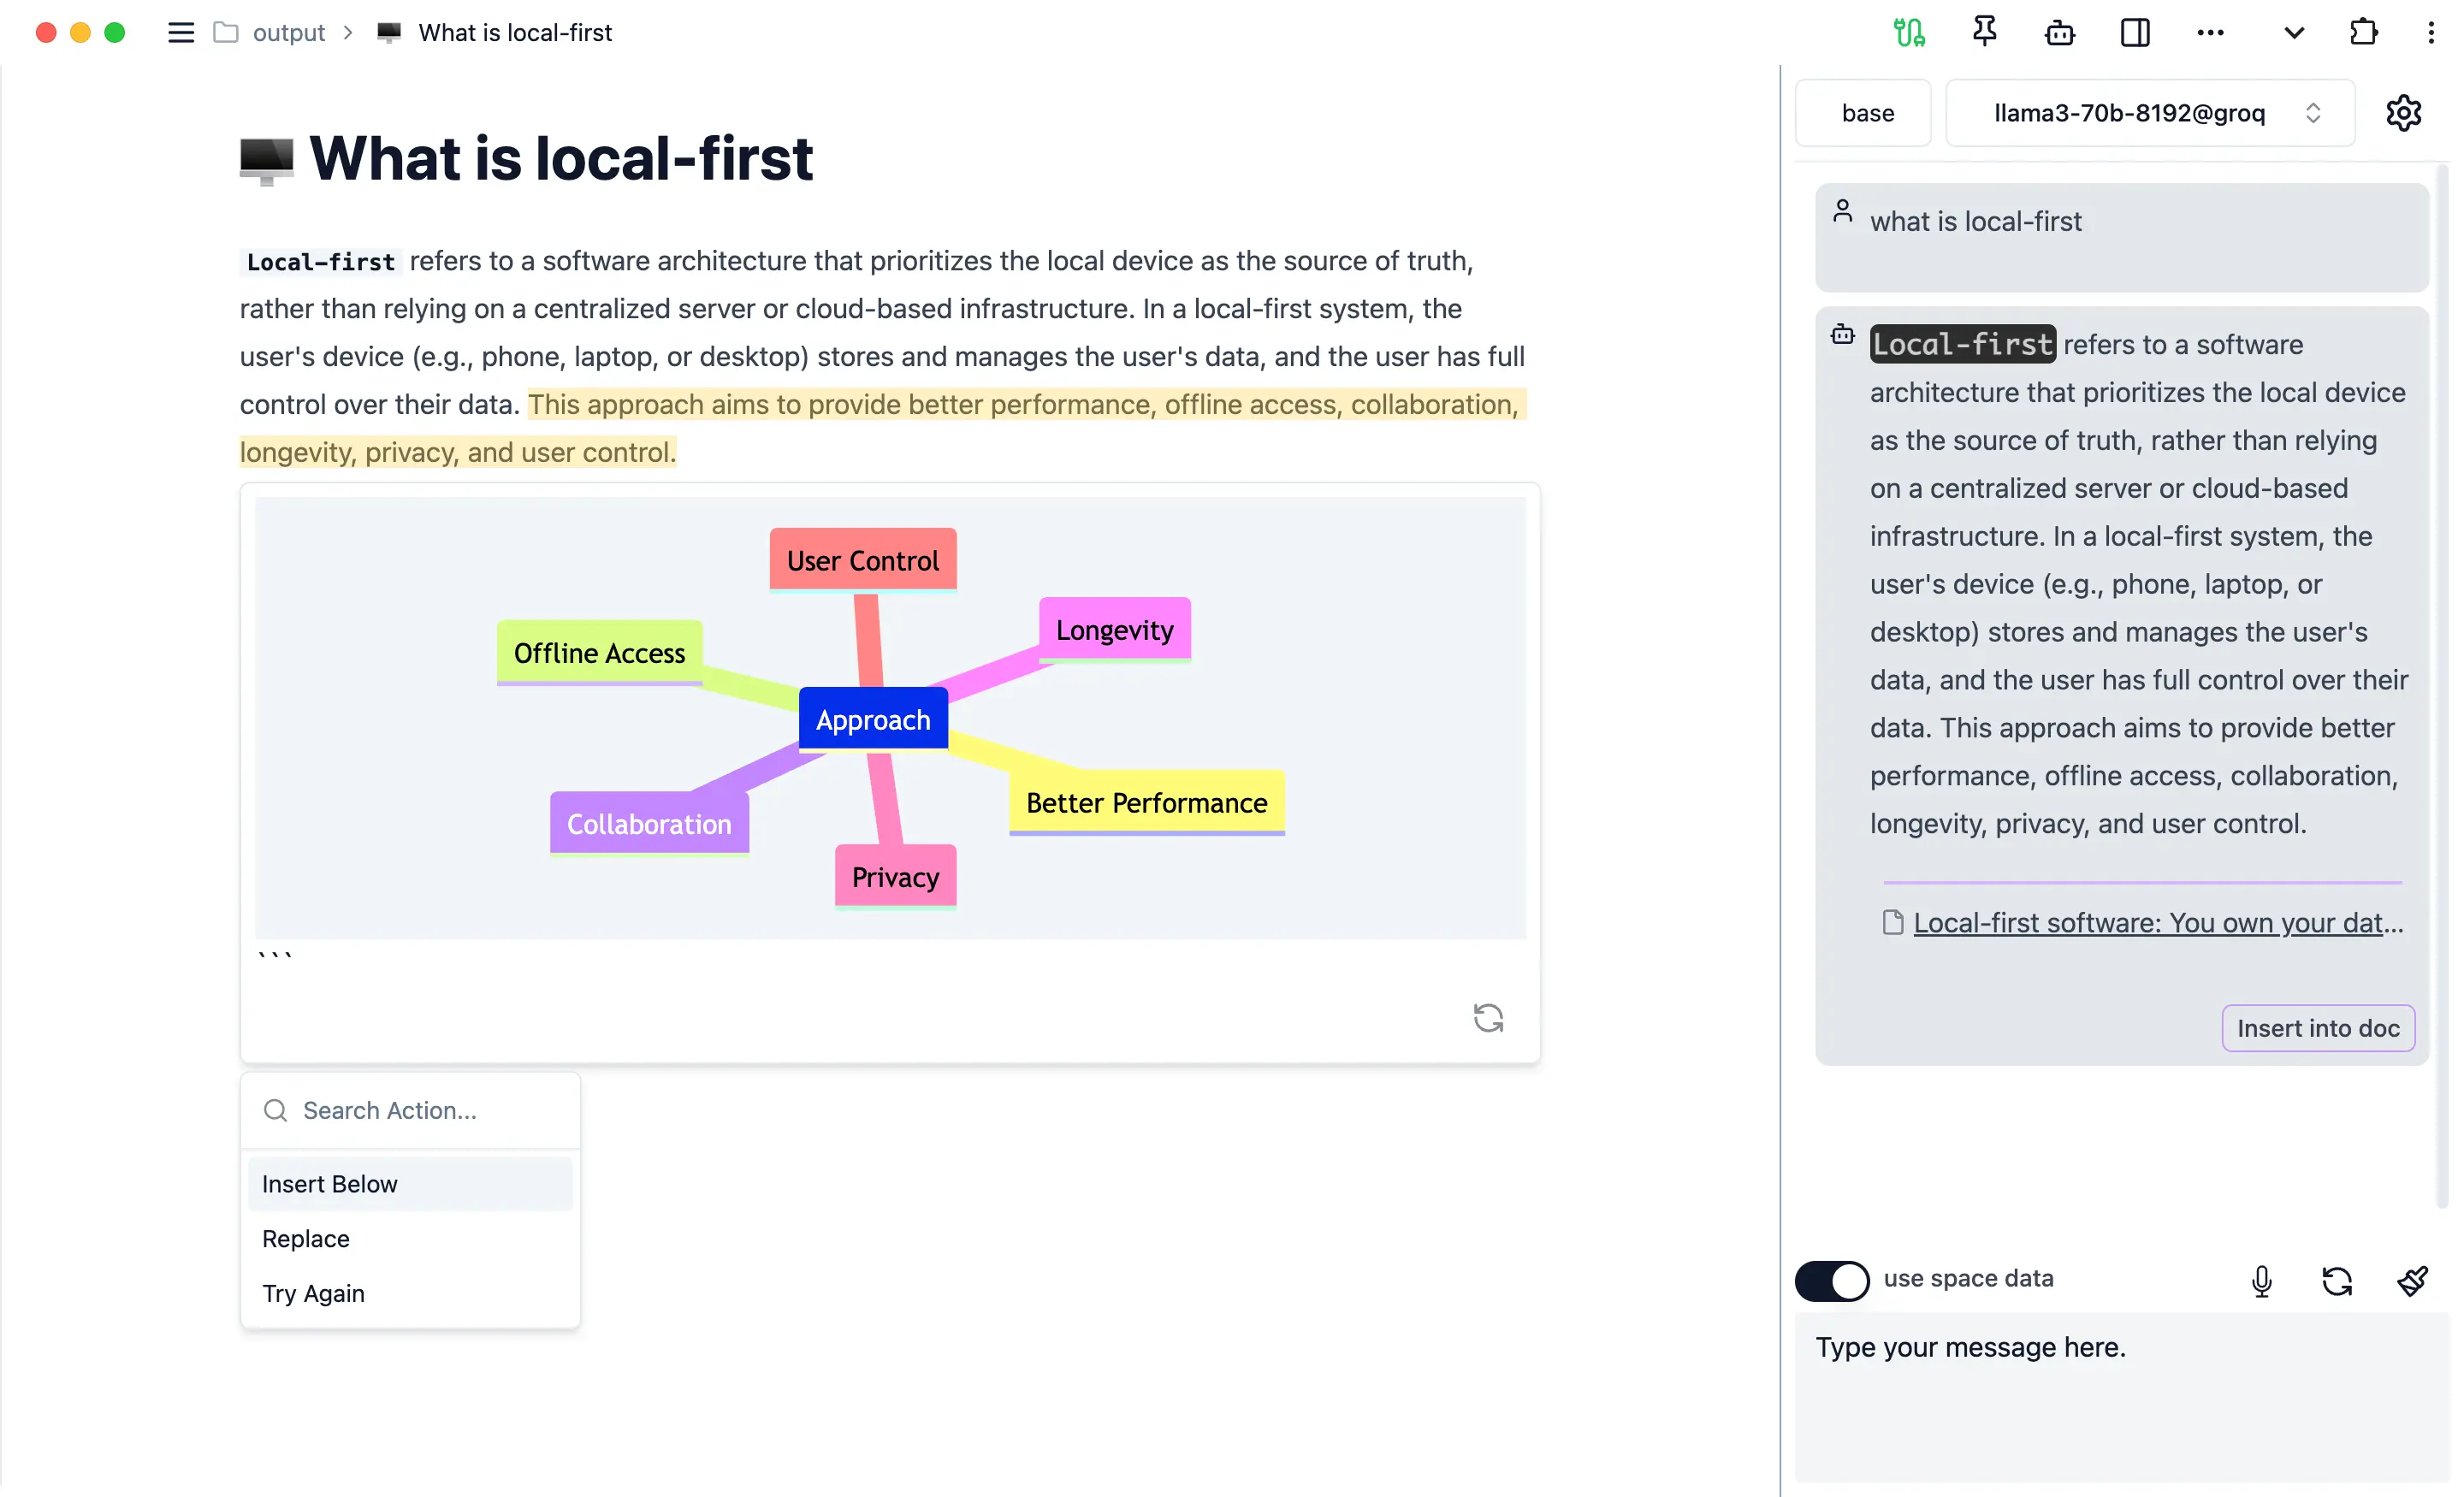 output > What is local-first
What is local-first
Local-first refers to a software architecture that prioritizes the local device as the source of truth,
rather than relying on a centralized server or cloud-based infrastructure. In a local-first system, the
user's device (e.g., phone, laptop, or desktop) stores and manages the user's data, and the user has full
control over their data. This approach aims to provide better performance, offline access, collaboration,
longevity, privacy, and user control.
User Control
Longevity
Offline Access
Approach
Better Performance
Collaboration
Privacy
```
Search Action...
Insert Below
Replace
Try Again
base
llama3-70b-8192@groq
what is local-first
Local-first refers to a software
architecture that prioritizes the local device
as the source of truth, rather than relying
on a centralized server or cloud-based
infrastructure. In a local-first system, the
user's device (e.g., phone, laptop, or
desktop) stores and manages the user's
data, and the user has full control over their
data. This approach aims to provide better
performance, offline access, collaboration,
longevity, privacy, and user control.
Local-first software: You own your dat...
Insert into doc
use space data
Type your message here.